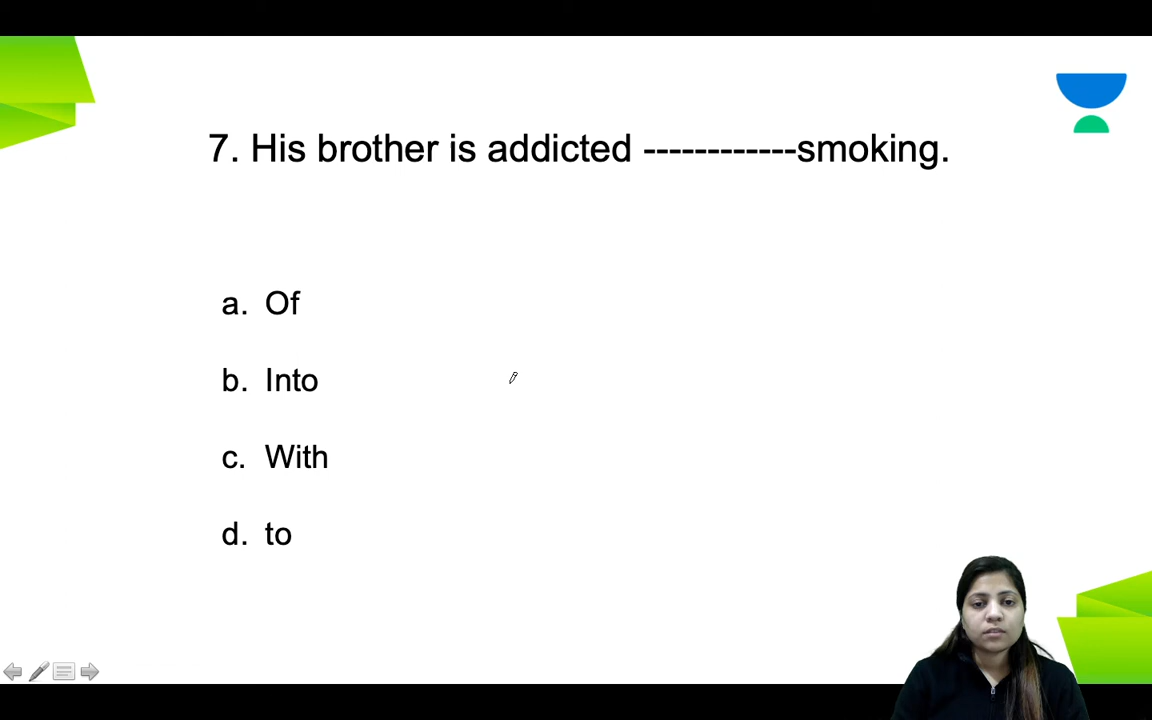 7. His brother is addicted ------------smoking.
a. Of
b. Into
c. With
d. to